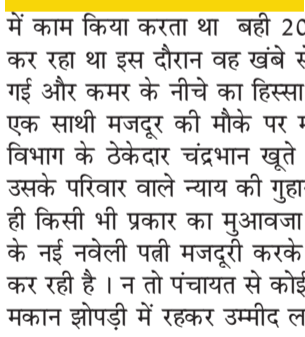 में काम किया करता था बही 20
कर रहा था इस दौरान वह खंबे
गई और कमर के नीचे का हिस्सा
एक साथी मजदूर की मौके पर
विभाग के ठेकेदार चंद्रभान खूते
उसके परिवार वाले न्याय की
ही किसी भी प्रकार का मुआवजा
के नई नवेली पत्नी मजदूरी करके
कर रही है । न तो पंचायत से कोई
मकान झोपड़ी में रहकर उम्मीद